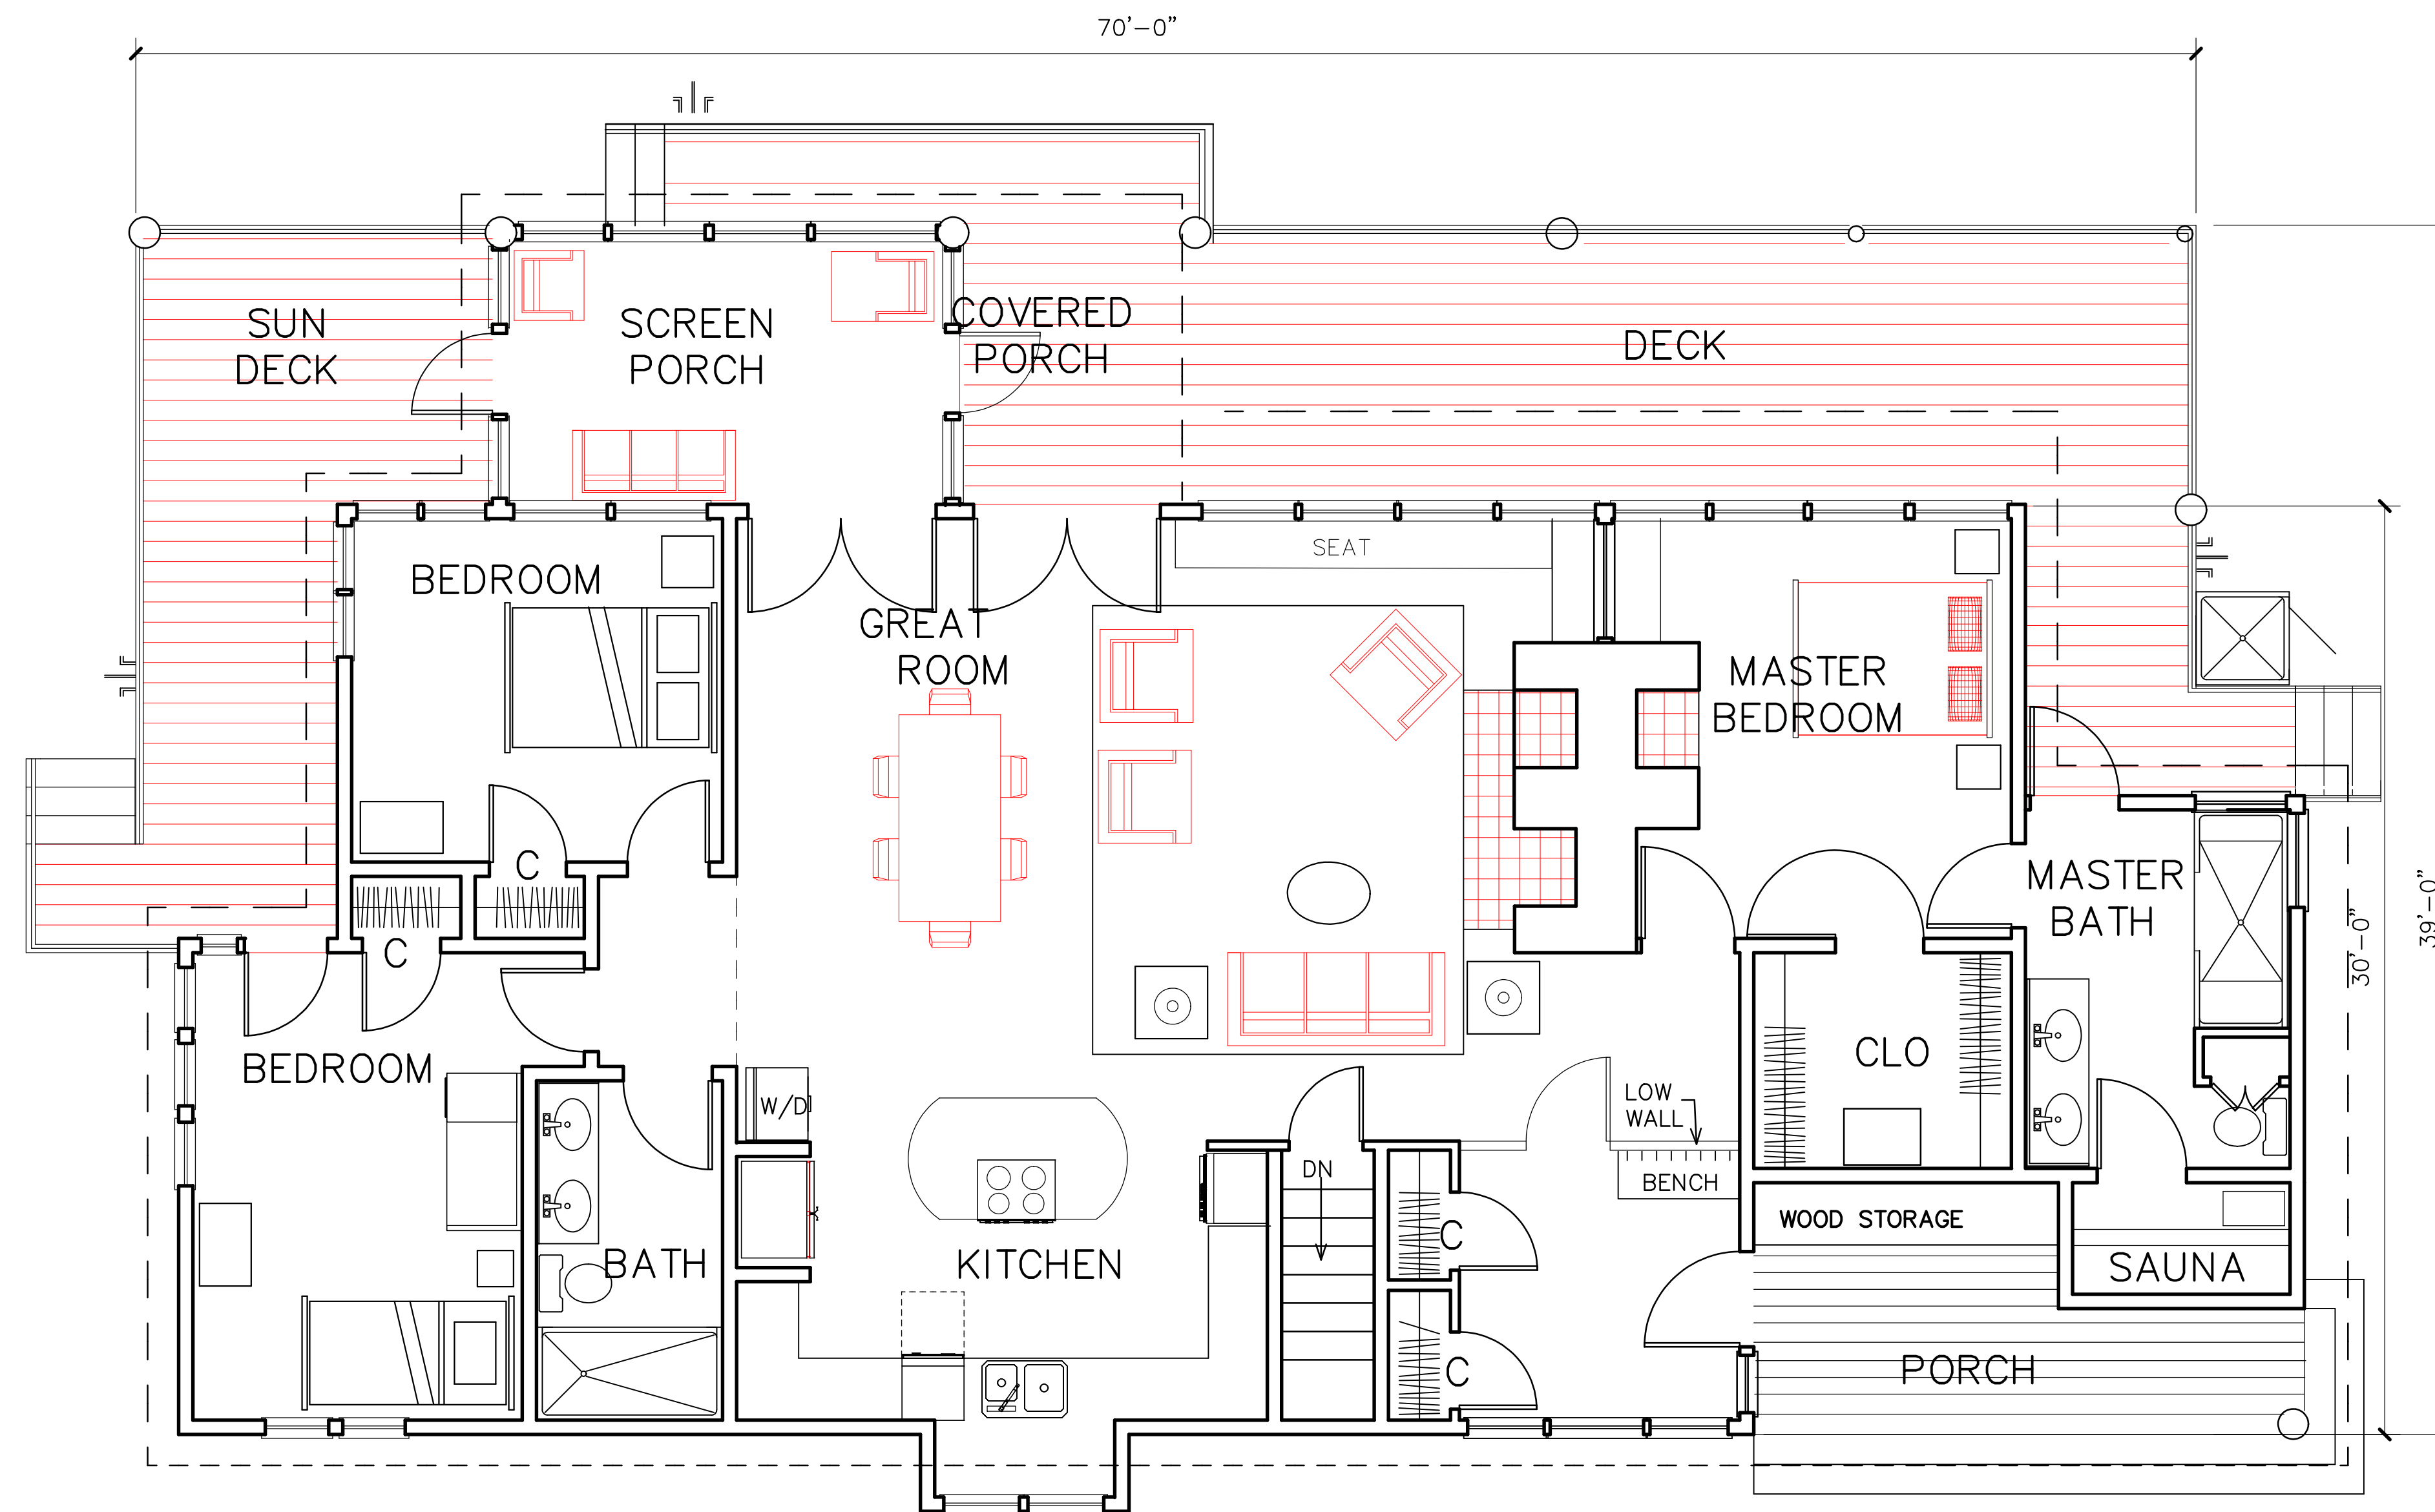 70'-0"
SUN
DECK
SCREEN
PORCH
COVERED
PORCH
DECK
SEAT
BEDROOM
GREAT
ROOM
MASTER
BEDROOM
C
MASTER
BATH
C
39'-0"
30'-0"
BEDROOM
CLO
W/D
LOW
WALL
DN
BENCH
WOOD STORAGE
C
BATH
KITCHEN
SAUNA
C
PORCH